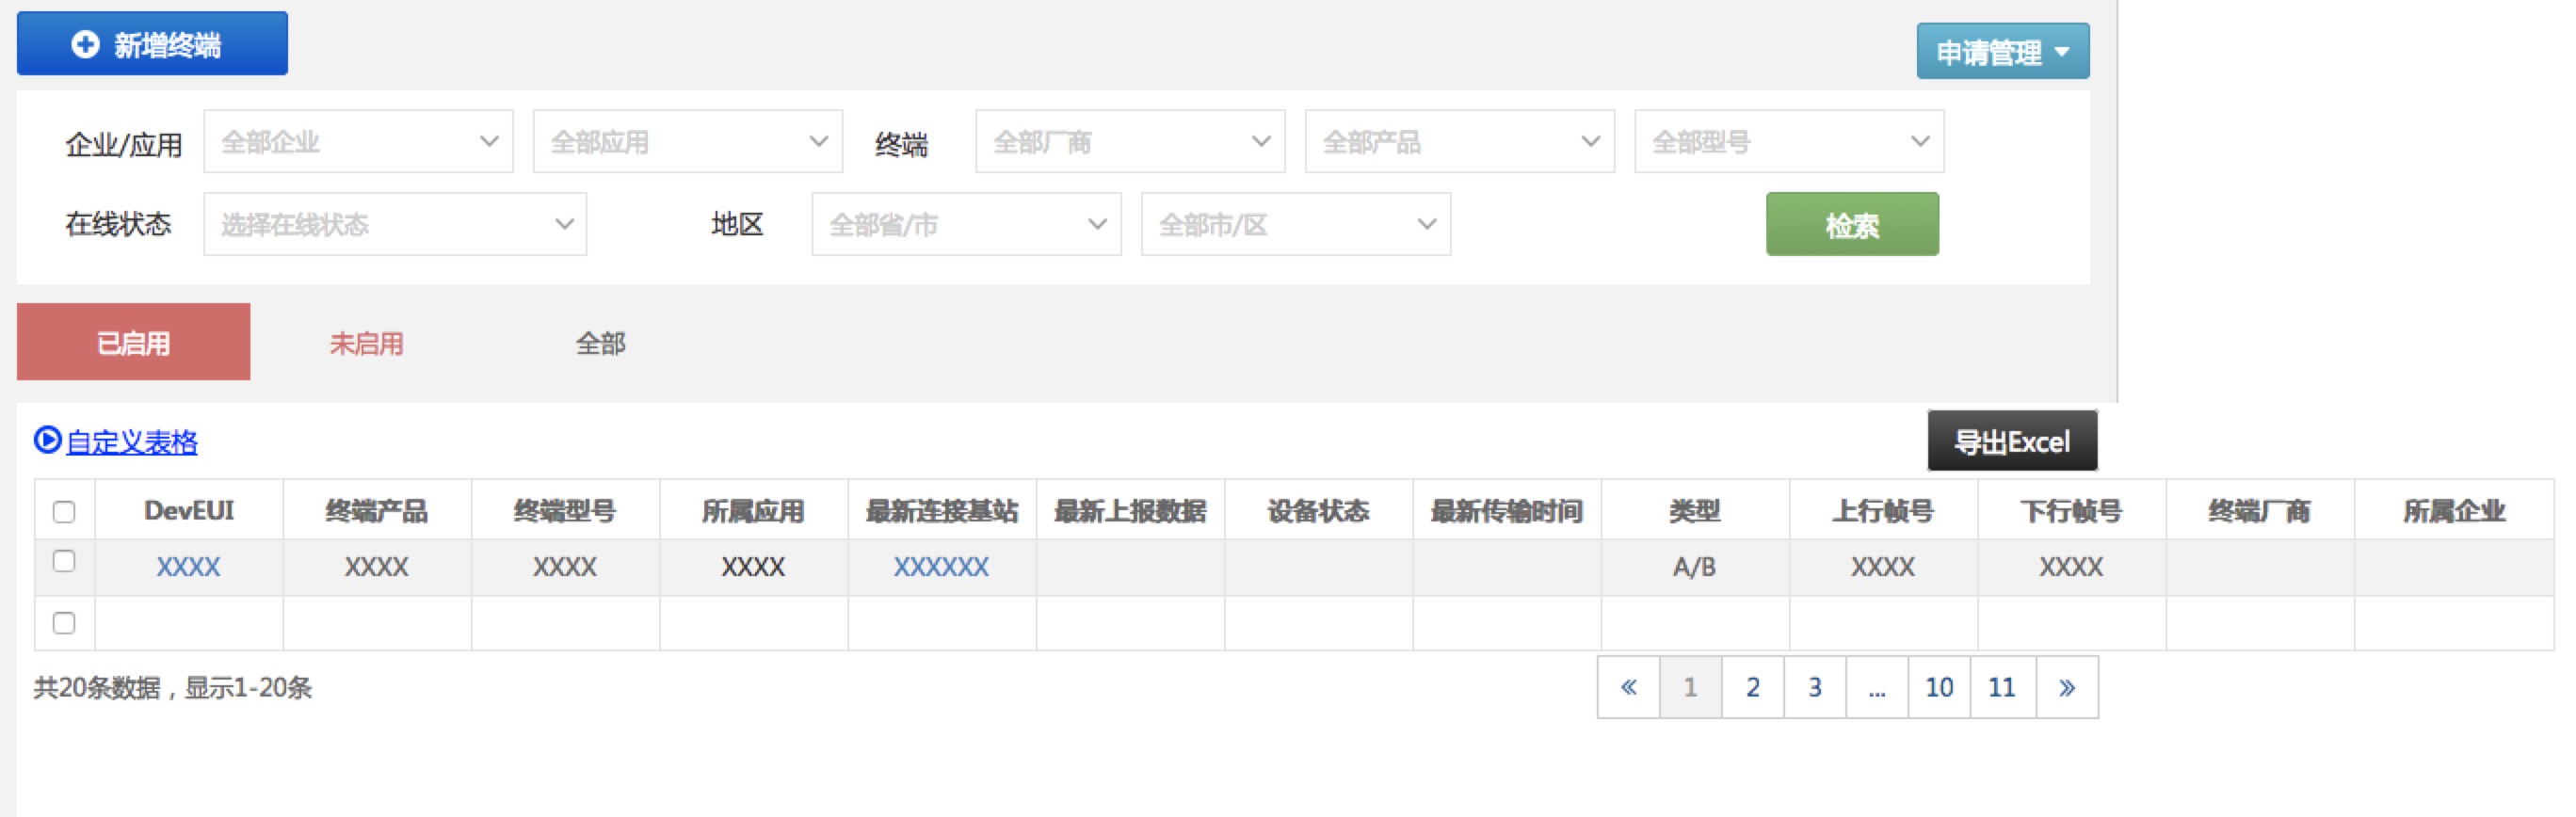 新增终端
申请管理
企业/应用 全部企业 全部应用 终端 全部厂商 全部产品 全部型号
在线状态 选择在线状态 地区 全部省/市 全部市/区 检索
已启用 未启用 全部
自定义表格 导出Excel
DevEUI 终端产品 终端型号 所属应用 最新连接基站 最新上报数据 设备状态 最新传输时间 类型 上行帧号 下行帧号 终端厂商 所属企业
XXXX XXXX XXXX XXXX XXXXXX A/B XXXX XXXX
共20条数据，显示1-20条 « 1 2 3 ... 10 11 »